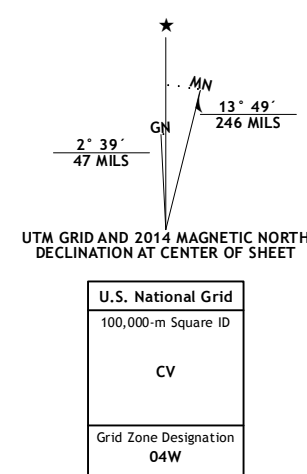 ★
MN
GN
13° 49´
246 MILS
2° 39´
47 MILS
UTM GRID AND 2014 MAGNETIC NORTH
DECLINATION AT CENTER OF SHEET
U.S. National Grid
100,000-m Square ID
CV
Grid Zone Designation
04W